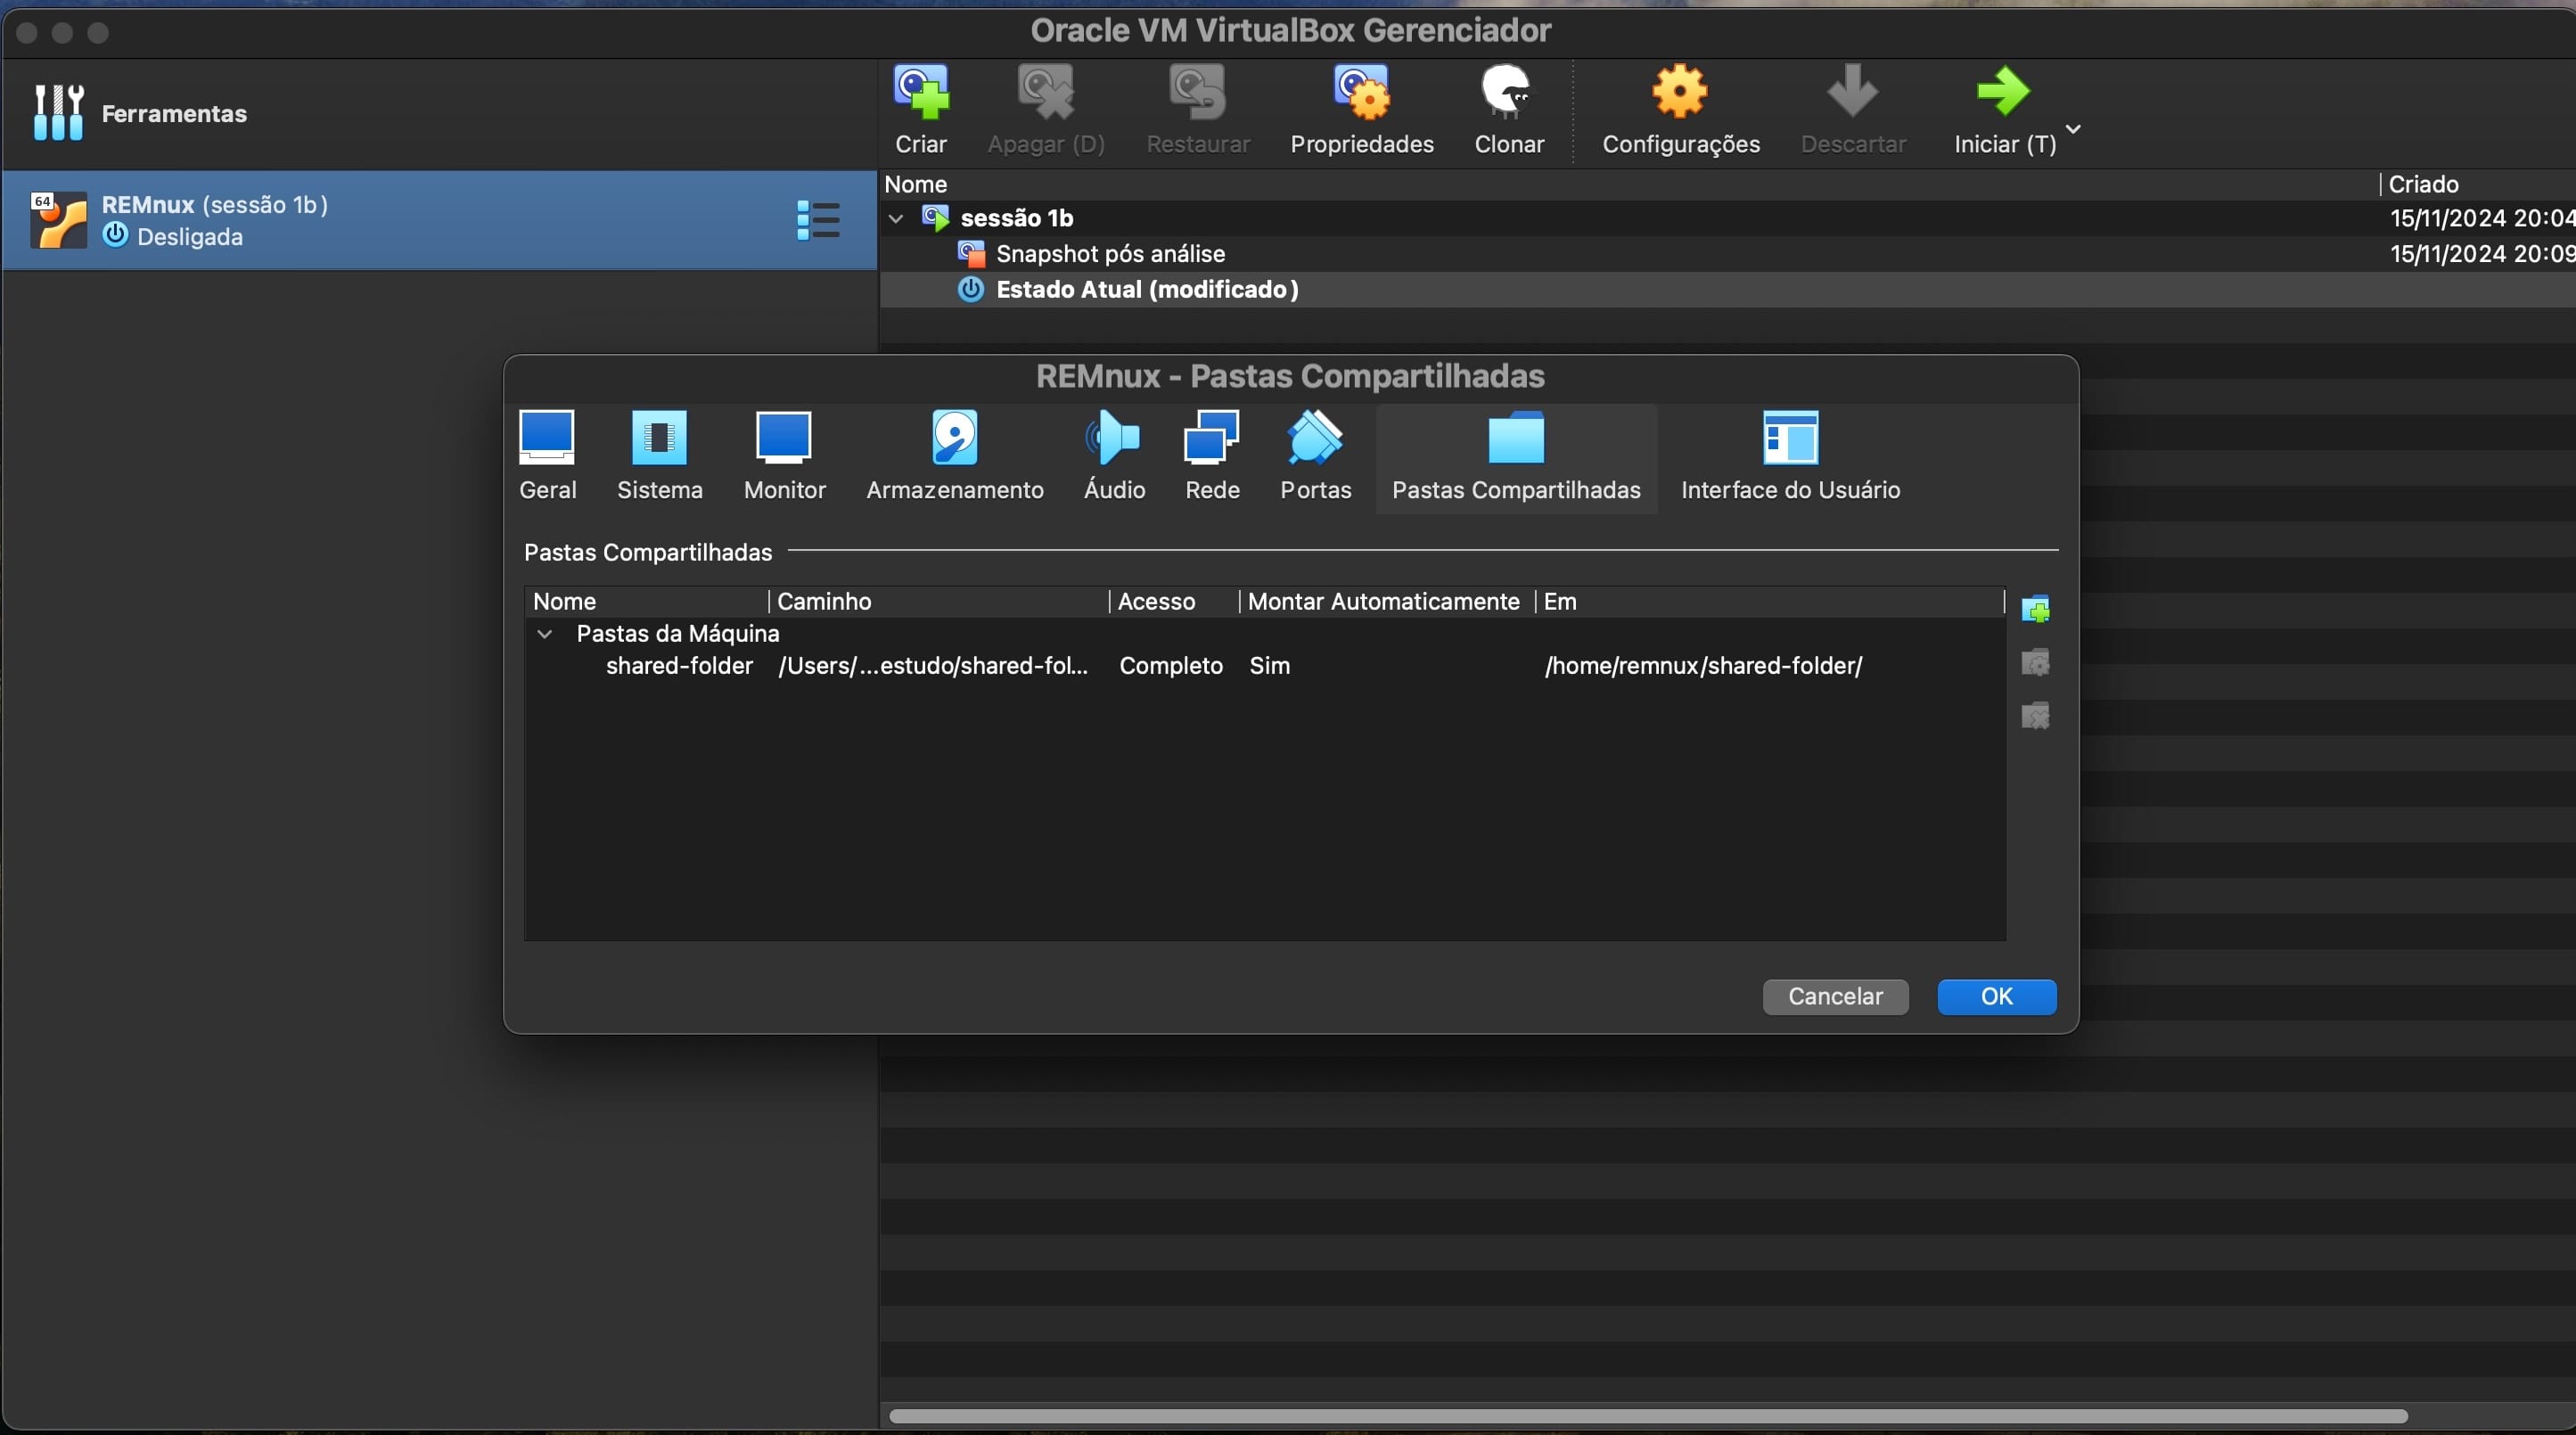 Oracle VM VirtualBox Gerenciador
Ferramentas
Criar
Apagar (D)
Restaurar
Propriedades
Clonar
Configurações
Descartar
Iniciar (T)
64
REMnux (sessão 1b)
Desligada
Nome
Criado
sessão 1b
15/11/2024 20:04
Snapshot pós análise
15/11/2024 20:09
Estado Atual (modificado)
REMnux - Pastas Compartilhadas
Geral
Sistema
Monitor
Armazenamento
Áudio
Rede
Portas
Pastas Compartilhadas
Interface do Usuário
Pastas Compartilhadas
Nome
Caminho
Acesso
Montar Automaticamente
Em
Pastas da Máquina
shared-folder
/Users/...estudo/shared-fol...
Completo
Sim
/home/remnux/shared-folder/
Cancelar
OK